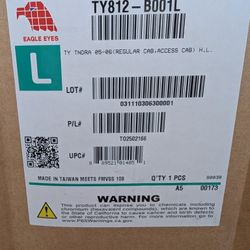 TY812-B001L
EAGLE EYES
TY TNDRA 05-06(REGULAR CAB,ACCESS CAB) H.L.
L
LOT#
031110306300001
P/L#
TO2502166
UPC#
MADE IN TAIWAN MEETS FMVSS 108
Q'TY 1 PCS
A6 00173
WARNING
This product can expose you to chemicals including
chromium (hexavalent compounds), which are known to
the State of California to cause cancer and birth defects
or other reproductive harm. For more information go to
www.P65Warnings.ca.gov.